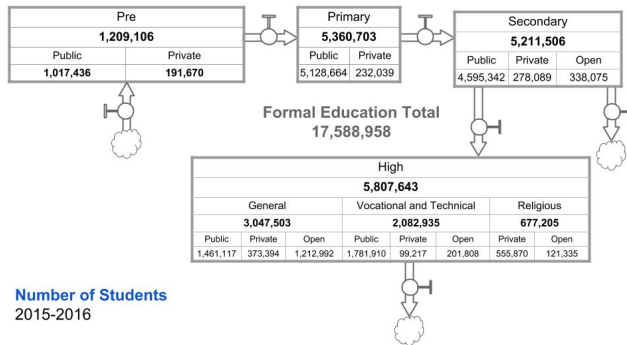 Pre
1,209,106
Public Private
1,017,436 191,670
Primary
5,360,703
Public Private
5,128,664 232,039
Secondary
5,211,506
Public Private Open
4,595,342 278,089 338,075
Formal Education Total
17,588,958
High
5,807,643
General Vocational and Technical Religious
3,047,503 2,082,935 677,205
Public Private Open Public Private Open Private Open
1,461,117 373,394 1,212,992 1,781,910 99,217 201,808 555,870 121,335
Number of Students
2015-2016